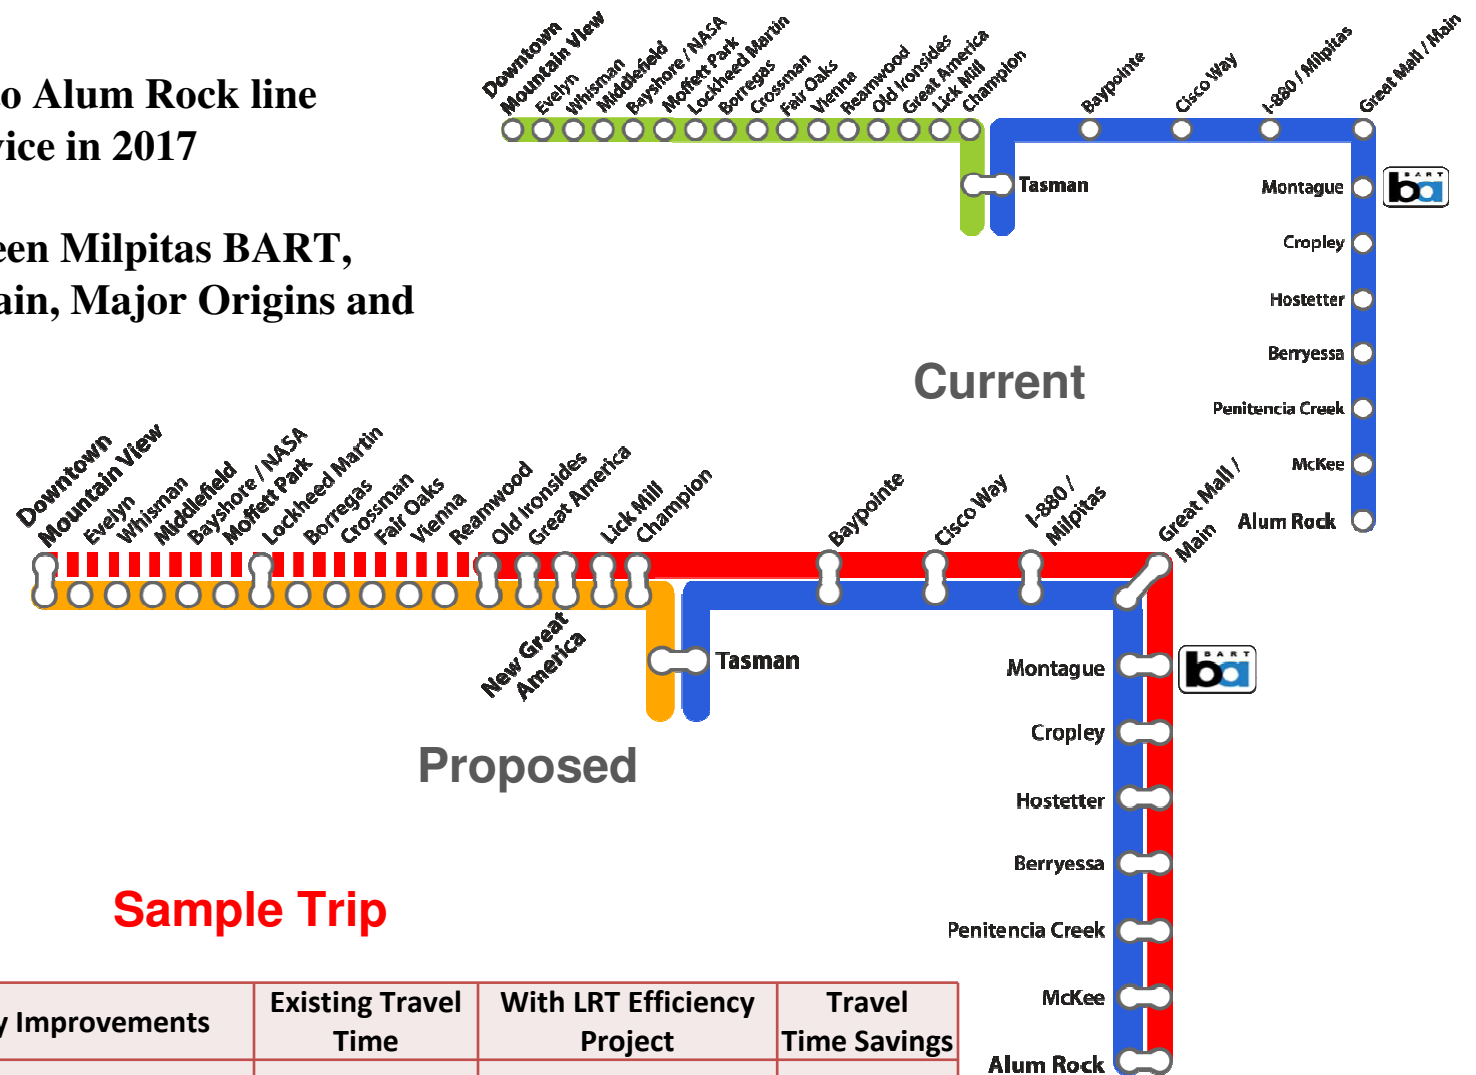 to Alum Rock line
vice in 2017
een Milpitas BART,
ain, Major Origins and
Downtown
Mountain View
Evelyn
Whisman
Middlefield
Bayshore / NASA
Moffett Park
Lockheed Martin
Borregas
Crossman
Fair Oaks
Vienna
Reamwood
Old Ironsides
Great America
Lick Mill
Champion
Baypointe
Cisco Way
I-880 / Milpitas
Great Mall / Main
Tasman
Montague
BART
ba
Cropley
Hostetter
Berryessa
Penitencia Creek
McKee
Alum Rock
Current
Downtown
Mountain View
Evelyn
Whisman
Middlefield
Bayshore / NASA
Moffett Park
Lockheed Martin
Borregas
Crossman
Fair Oaks
Vienna
Reamwood
Old Ironsides
Great America
New Great
America
Lick Mill
Champion
Baypointe
Cisco Way
I-880 /
Milpitas
Great Mall /
Main
Tasman
Montague
BART
ba
Cropley
Hostetter
Berryessa
Penitencia Creek
McKee
Alum Rock
Proposed
Sample Trip
y Improvements
Existing Travel
Time
With LRT Efficiency
Project
Travel
Time Savings